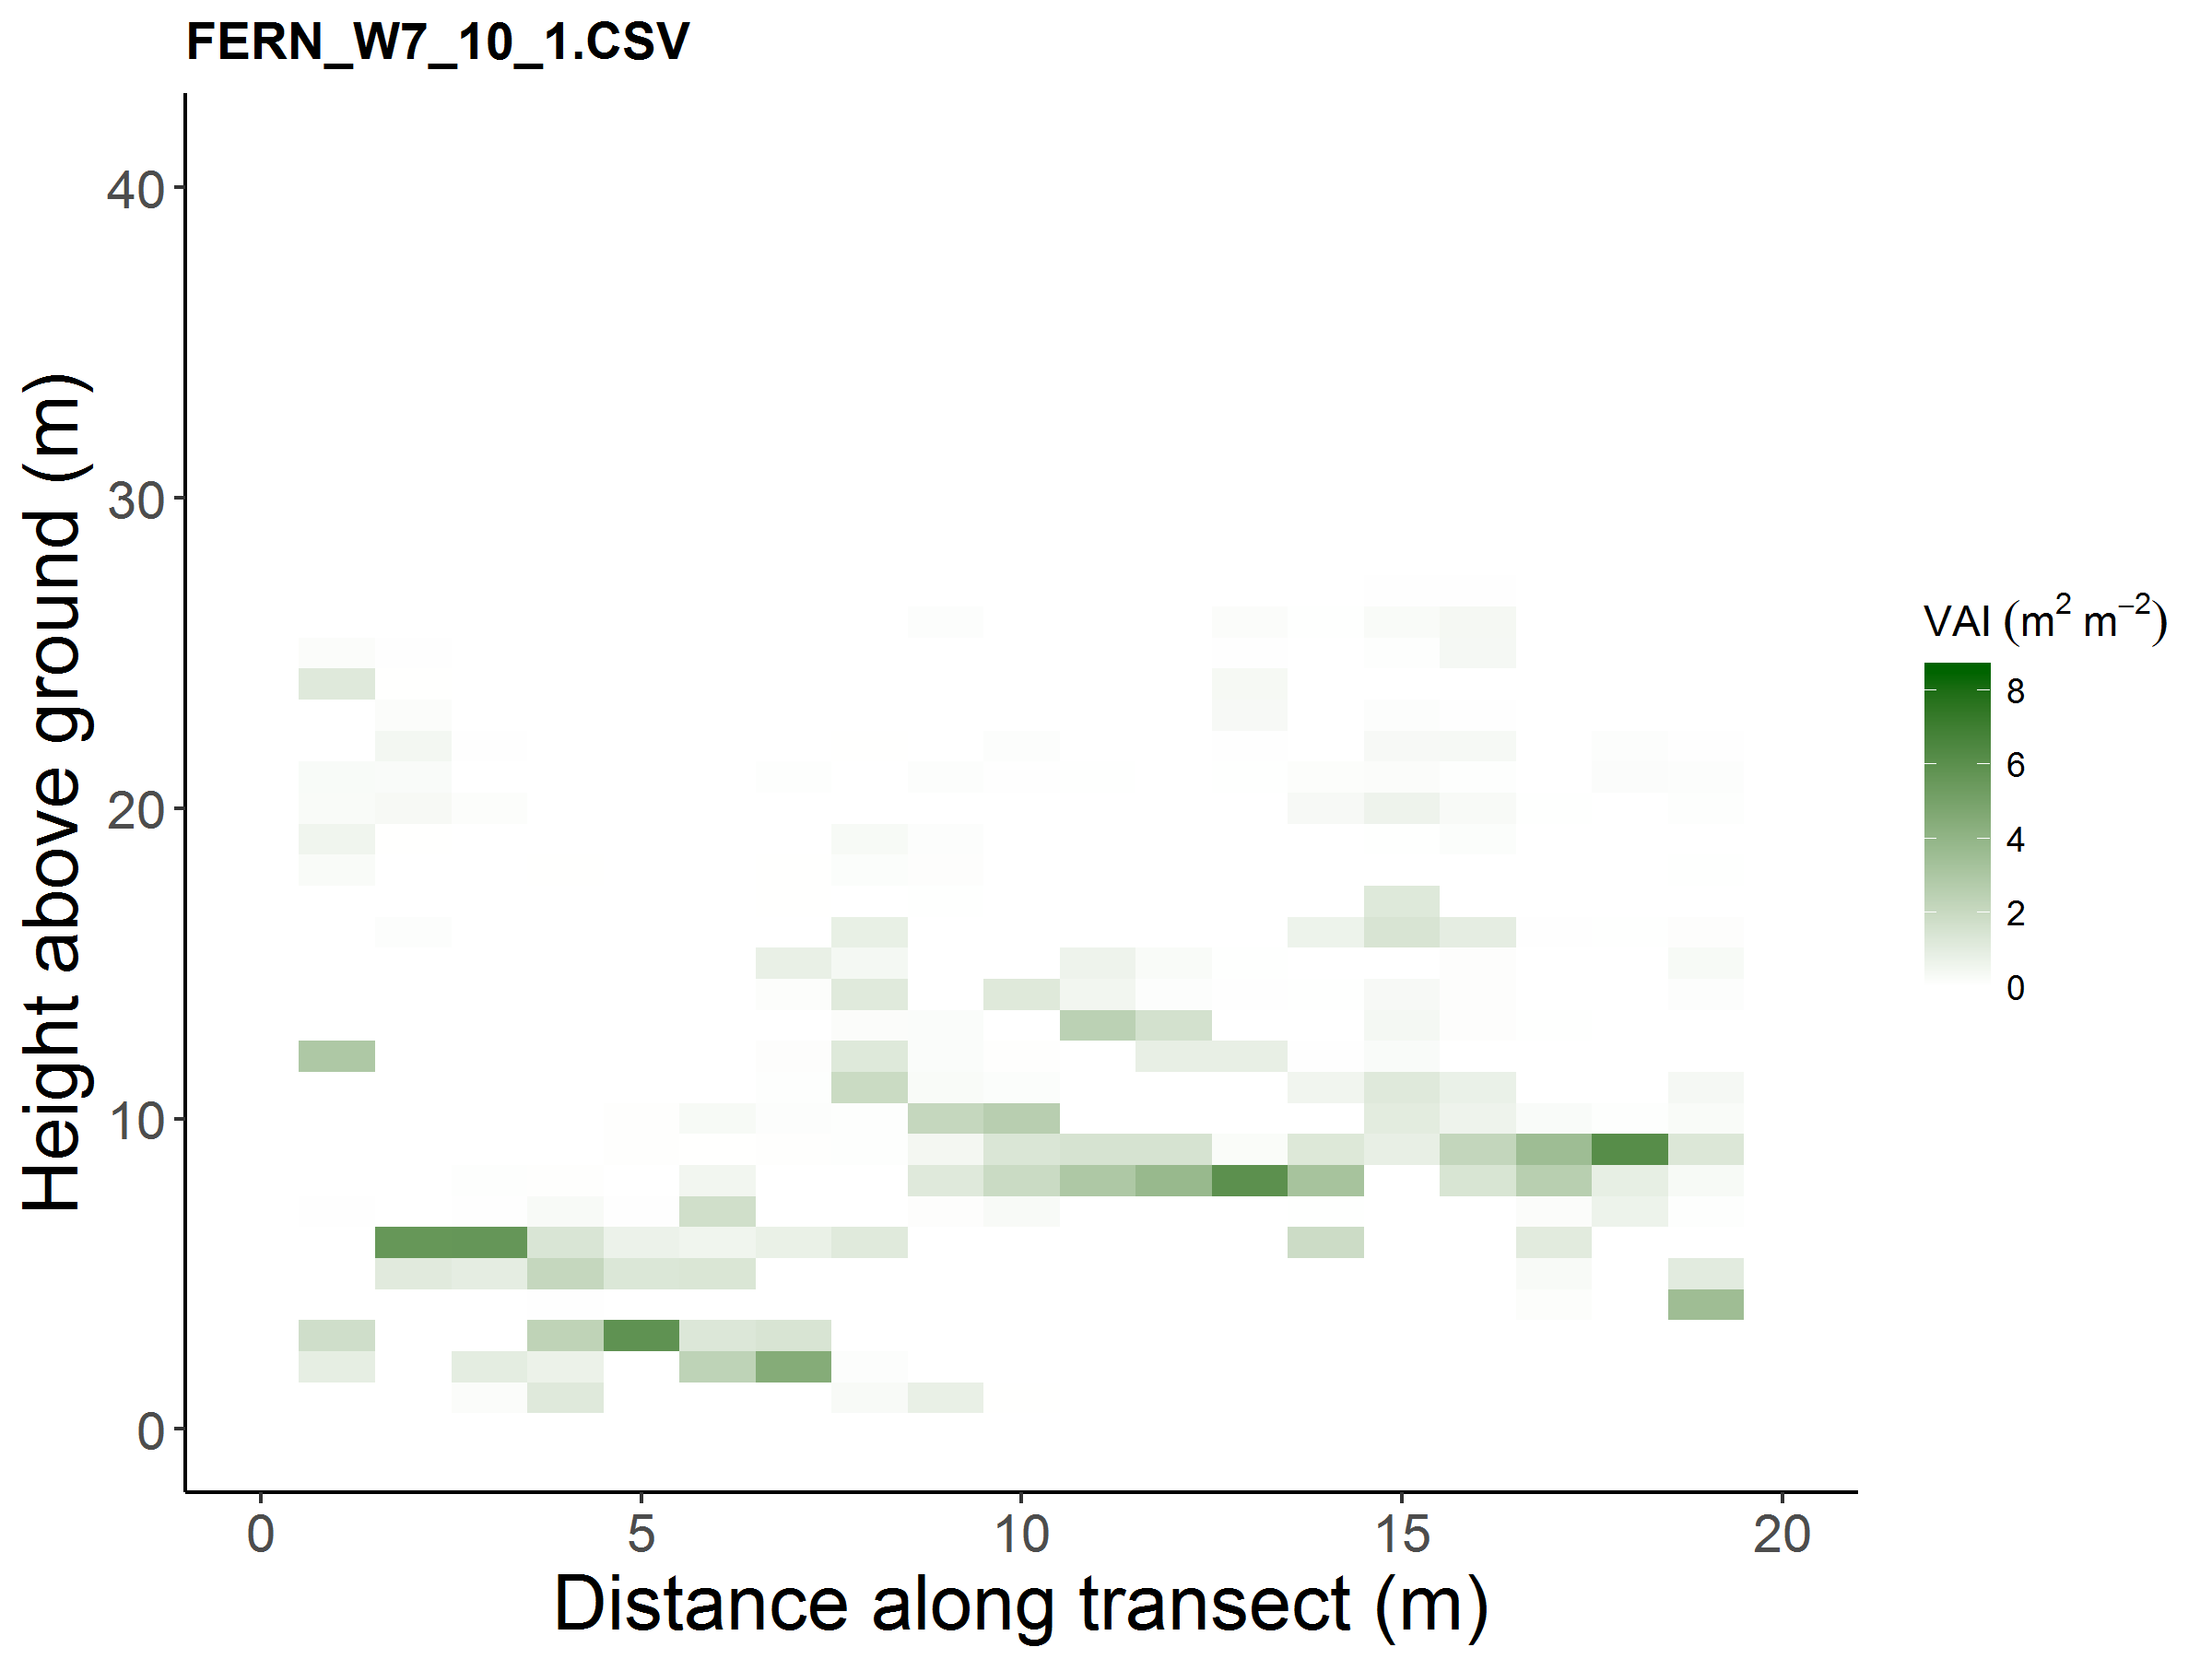 FERN_W7_10_1.CSV
Height above ground (m)
40
30
20
10
0
0 5 10 15 20
Distance along transect (m)
VAI (m² m⁻²)
8
6
4
2
0